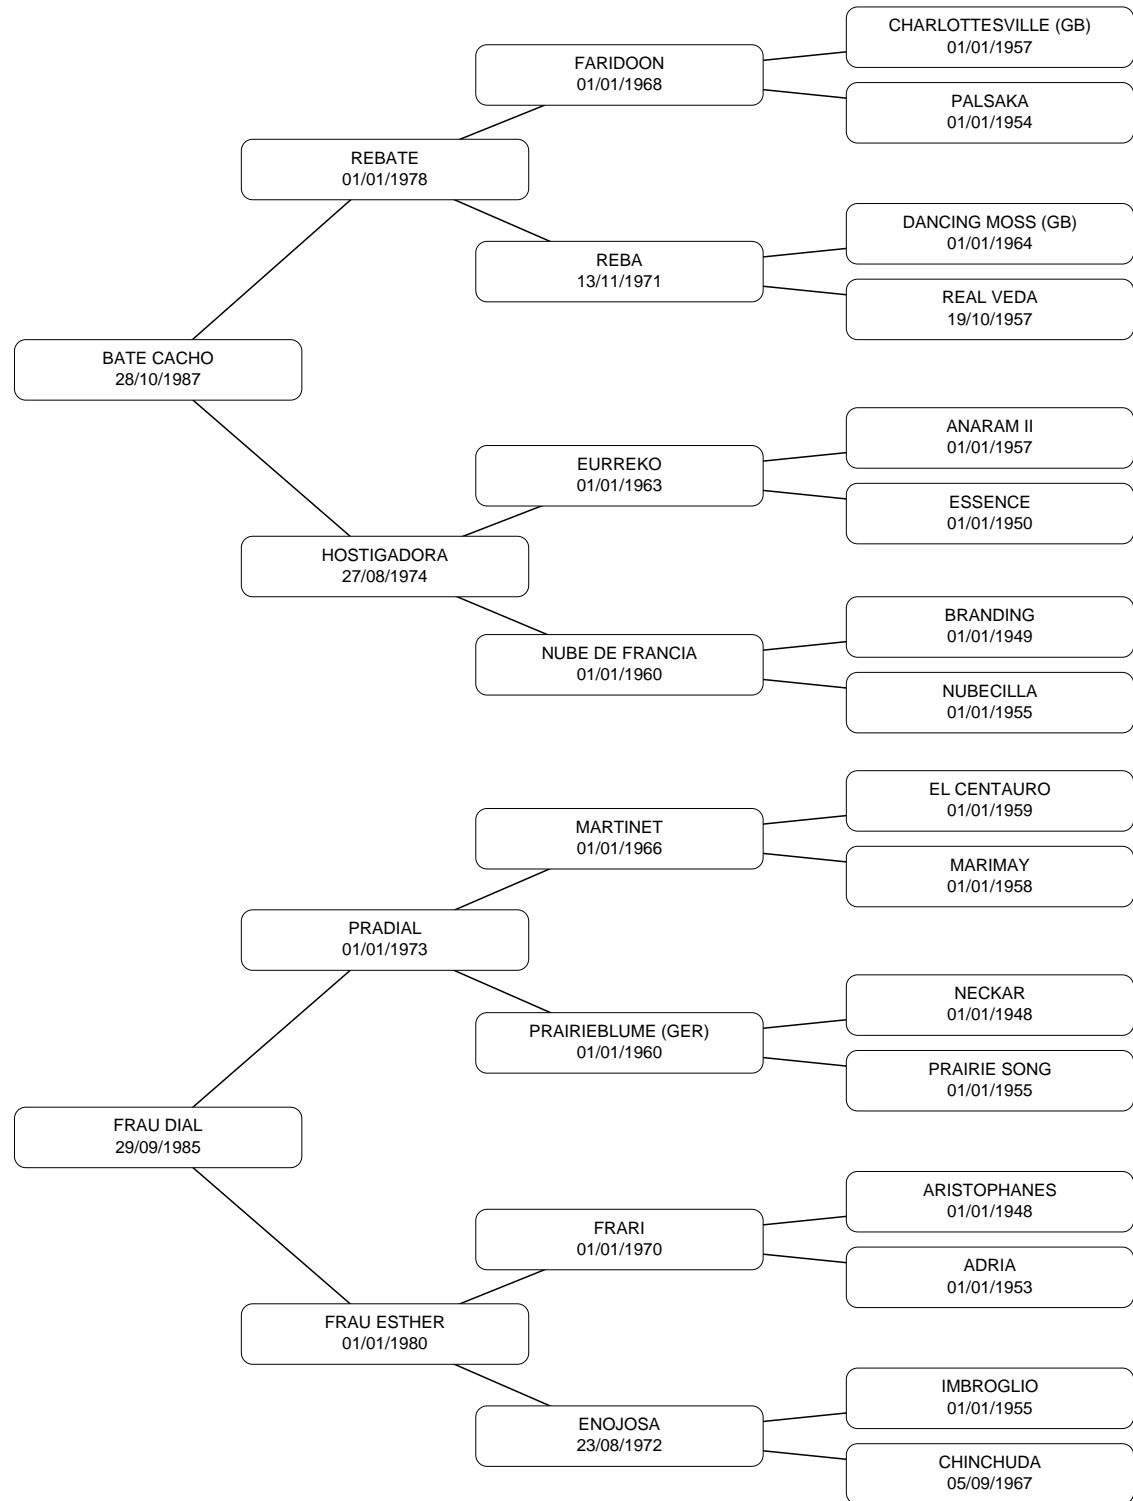 CHARLOTTESVILLE (GB)
01/01/1957
FARIDOON
01/01/1968
PALSAKA
01/01/1954
REBATE
01/01/1978
DANCING MOSS (GB)
01/01/1964
REBA
13/11/1971
REAL VEDA
19/10/1957
BATE CACHO
28/10/1987
ANARAM II
01/01/1957
EURREKO
01/01/1963
ESSENCE
01/01/1950
HOSTIGADORA
27/08/1974
BRANDING
01/01/1949
NUBE DE FRANCIA
01/01/1960
NUBECILLA
01/01/1955
EL CENTAURO
01/01/1959
MARTINET
01/01/1966
MARIMAY
01/01/1958
PRADIAL
01/01/1973
NECKAR
01/01/1948
PRAIRIEBLUME (GER)
01/01/1960
PRAIRIE SONG
01/01/1955
FRAU DIAL
29/09/1985
ARISTOPHANES
01/01/1948
FRARI
01/01/1970
ADRIA
01/01/1953
FRAU ESTHER
01/01/1980
IMBROGLIO
01/01/1955
ENOJOSA
23/08/1972
CHINCHUDA
05/09/1967